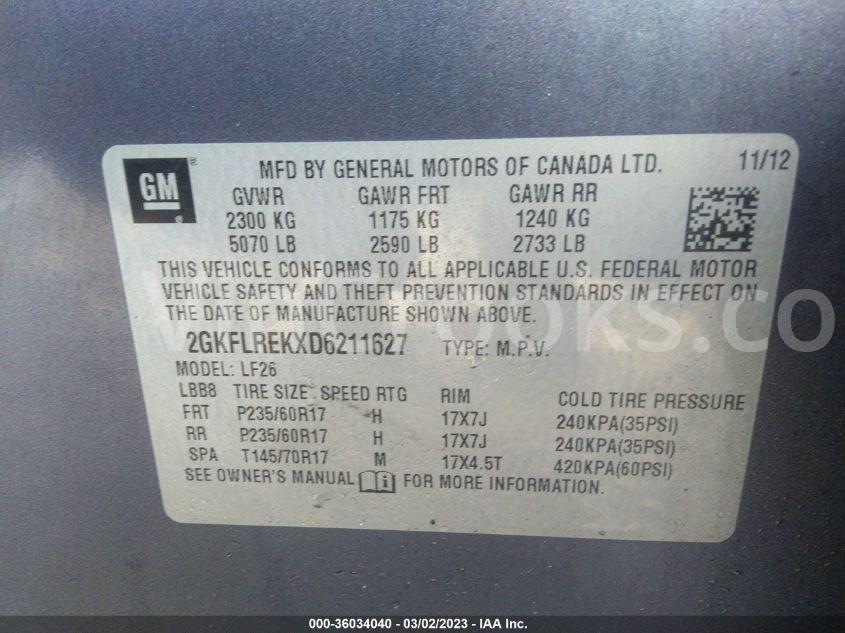 GM
MFD BY GENERAL MOTORS OF CANADA LTD. 11/12
GVWR GAWR FRT GAWR RR
2300 KG 1175 KG 1240 KG
5070 LB 2590 LB 2733 LB
THIS VEHICLE CONFORMS TO ALL APPLICABLE U.S. FEDERAL MOTOR
VEHICLE SAFETY AND THEFT PREVENTION STANDARDS IN EFFECT ON
THE DATE OF MANUFACTURE SHOWN ABOVE.
2GKFLREKXD6211627 TYPE: M.P.V.
MODEL: LF26
LBB8 TIRE SIZE SPEED RTG RIM COLD TIRE PRESSURE
FRT P235/60R17 H 17X7J 240KPA(35PSI)
RR P235/60R17 H 17X7J 240KPA(35PSI)
SPA T145/70R17 M 17X4.5T 420KPA(60PSI)
SEE OWNER'S MANUAL FOR MORE INFORMATION.
000-36034040 - 03/02/2023 - IAA Inc.